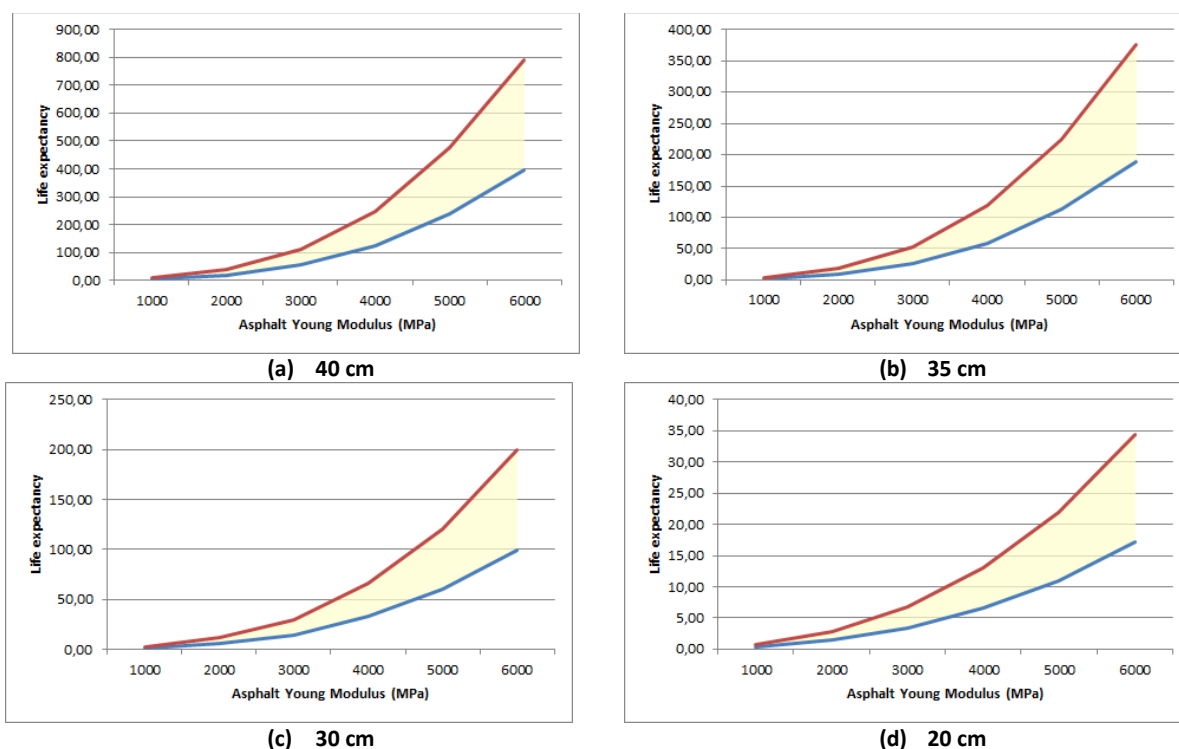 900,00
800,00
700,00
600,00
500,00
400,00
300,00
200,00
100,00
0,00
Life expectancy
1000 2000 3000 4000 5000 6000
Asphalt Young Modulus (MPa)
(a) 40 cm
400,00
350,00
300,00
250,00
200,00
150,00
100,00
50,00
0,00
Life expectancy
1000 2000 3000 4000 5000 6000
Asphalt Young Modulus (MPa)
(b) 35 cm
250,00
200,00
150,00
100,00
50,00
0,00
Life expectancy
1000 2000 3000 4000 5000 6000
Asphalt Young Modulus (MPa)
(c) 30 cm
40,00
35,00
30,00
25,00
20,00
15,00
10,00
5,00
0,00
Life expectancy
1000 2000 3000 4000 5000 6000
Asphalt Young Modulus (MPa)
(d) 20 cm